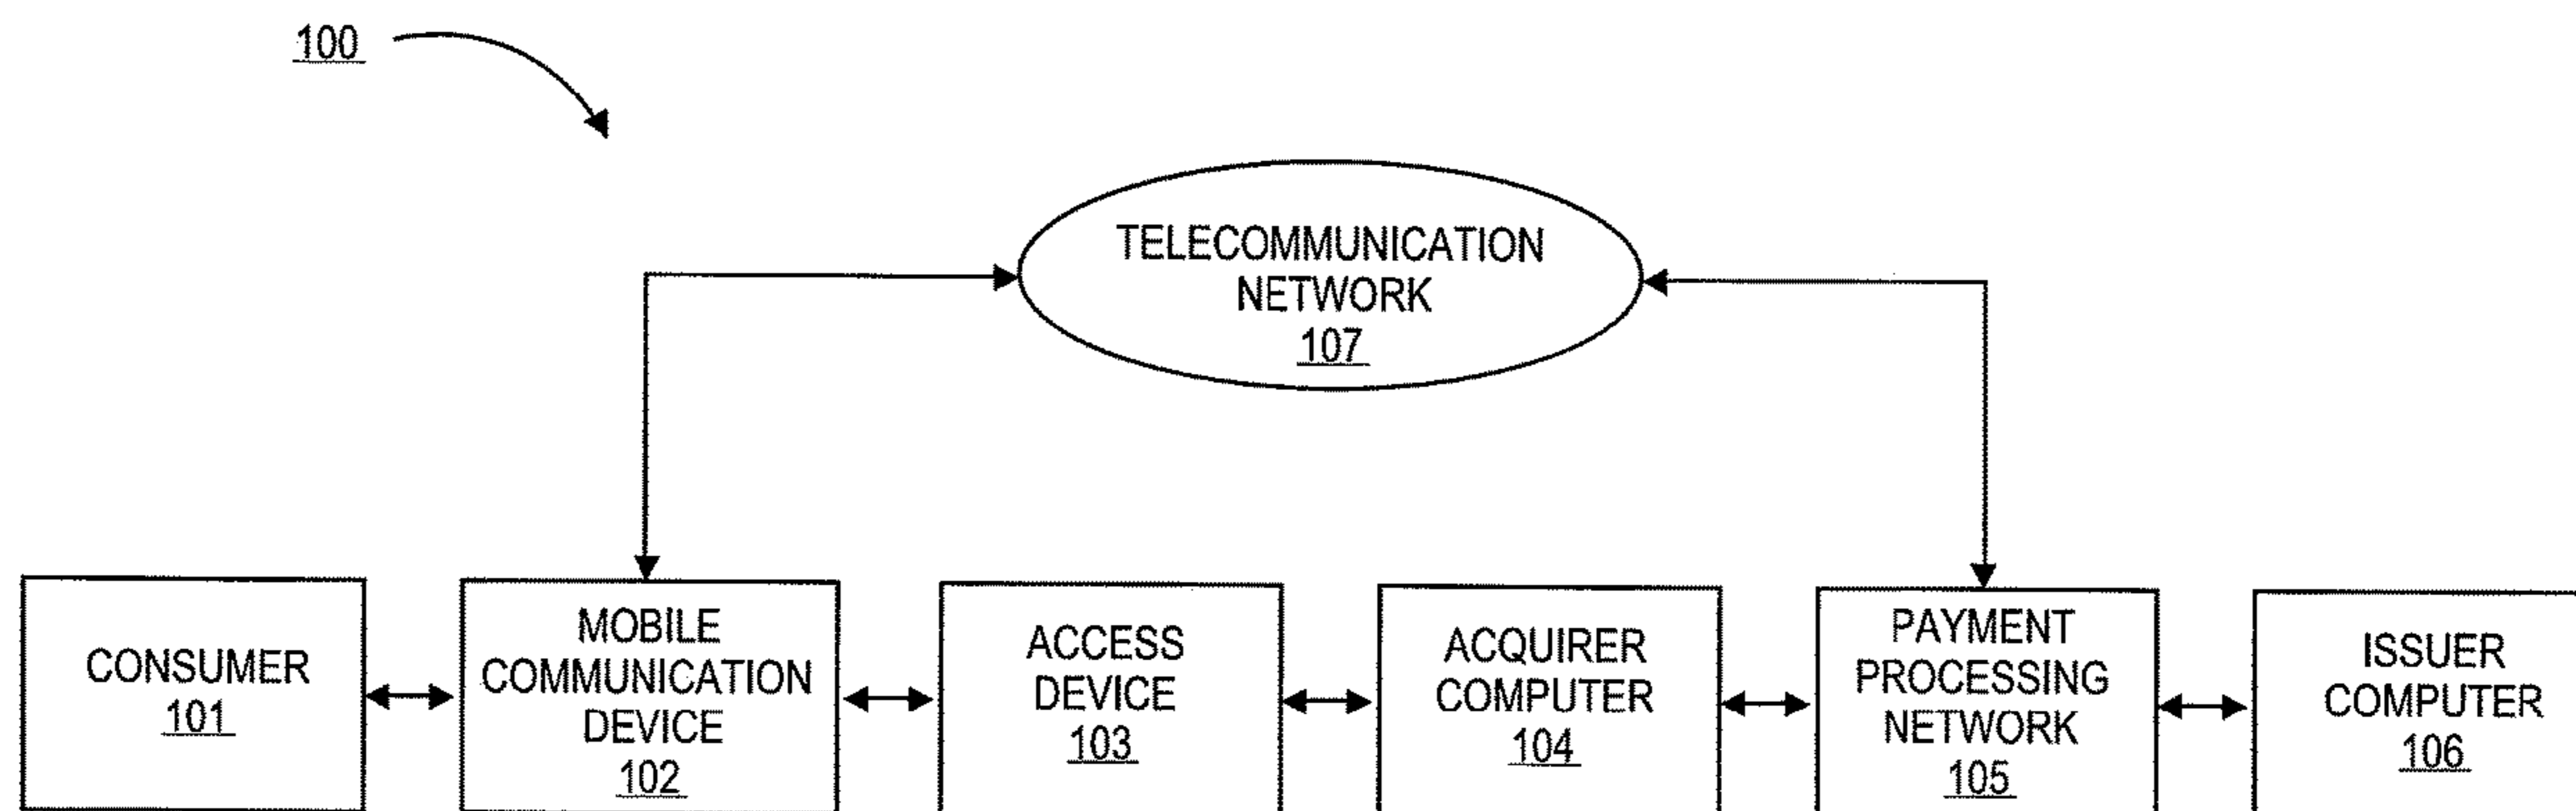 100
TELECOMMUNICATION
NETWORK
107
CONSUMER
101
MOBILE
COMMUNICATION
DEVICE
102
ACCESS
DEVICE
103
ACQUIRER
COMPUTER
104
PAYMENT
PROCESSING
NETWORK
105
ISSUER
COMPUTER
106